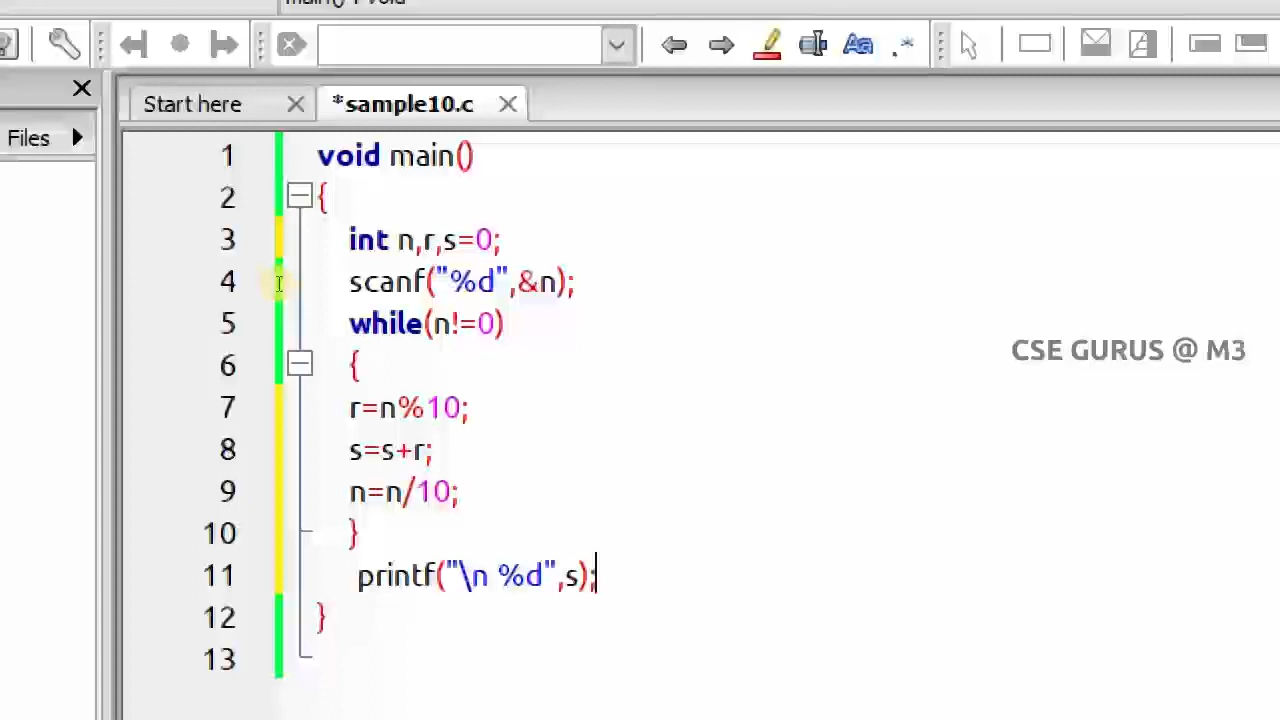 Start here
*sample10.c
Files
1 void main()
2 {
3 int n,r,s=0;
4 scanf("%d",&n);
5 while(n!=0)
6 {
7 r=n%10;
8 s=s+r;
9 n=n/10;
10 }
11 printf("\n %d",s);
12 }
13
CSE GURUS @ M3